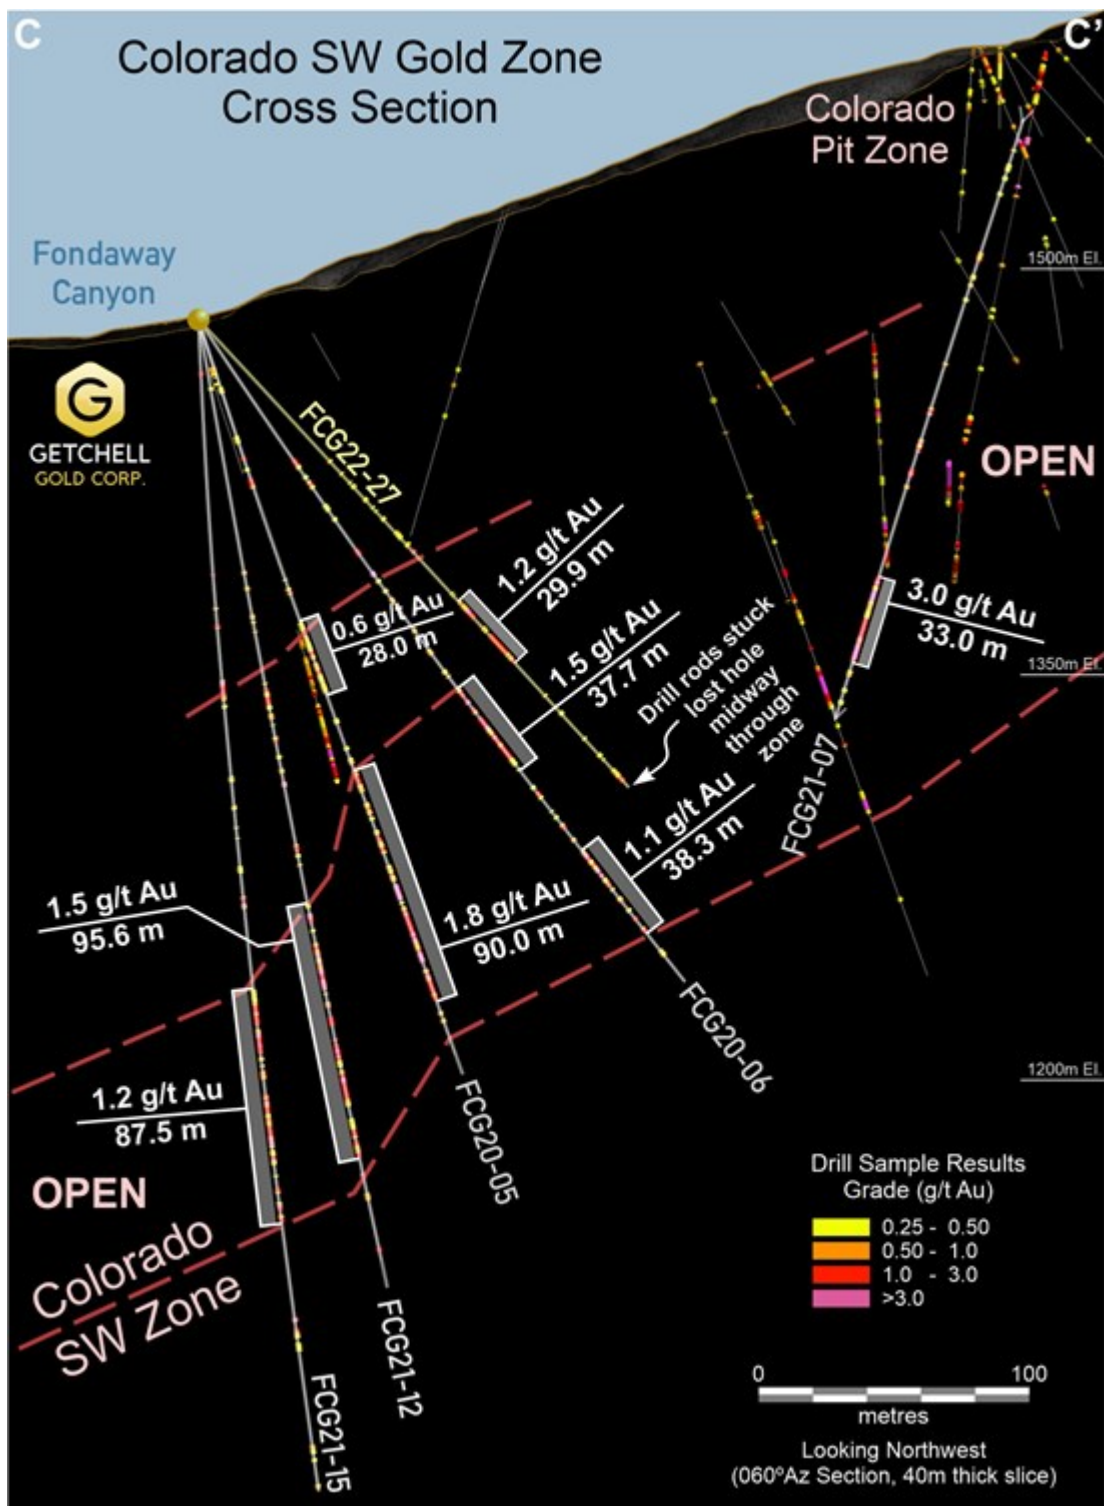 C
C'
Colorado SW Gold Zone
Cross Section
Colorado
Pit Zone
Fondaway
Canyon
1500m El.
G
GETCHELL
GOLD CORP.
FCG22-27
OPEN
1.2 g/t Au
29.9 m
0.6 g/t Au
28.0 m
1.5 g/t Au
37.7 m
Drill rods stuck
lost hole
midway
through
zone
3.0 g/t Au
33.0 m
1350m El.
FCG21-07
1.1 g/t Au
38.3 m
1.5 g/t Au
95.6 m
1.8 g/t Au
90.0 m
FCG20-06
1200m El.
1.2 g/t Au
87.5 m
FCG20-05
OPEN
Colorado
SW Zone
FCG21-12
FCG21-15
Drill Sample Results
Grade (g/t Au)
0.25 - 0.50
0.50 - 1.0
1.0 - 3.0
>3.0
0 100
metres
Looking Northwest
(060ºAz Section, 40m thick slice)